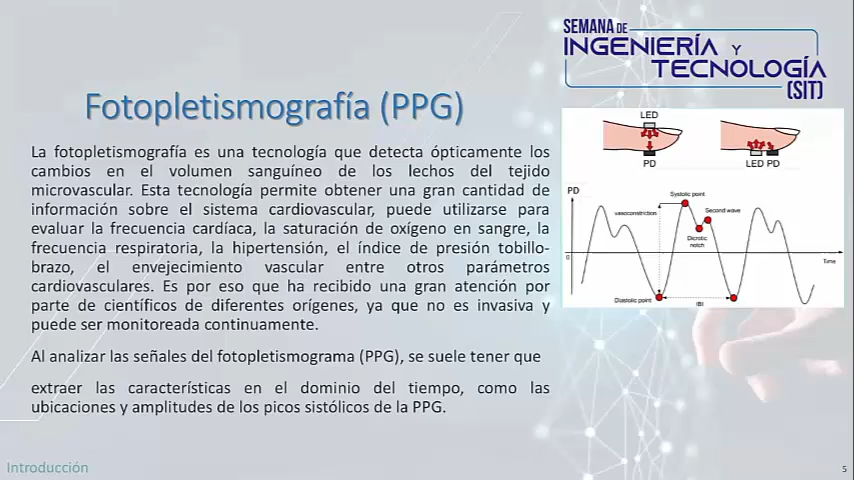 SEMANA DE
INGENIERÍA Y
TECNOLOGÍA
(SIT)
Fotopletismografía (PPG)
La fotopletismografía es una tecnología que detecta ópticamente los
cambios en el volumen sanguíneo de los lechos del tejido
microvascular. Esta tecnología permite obtener una gran cantidad de
información sobre el sistema cardiovascular, puede utilizarse para
evaluar la frecuencia cardíaca, la saturación de oxígeno en sangre, la
frecuencia respiratoria, la hipertensión, el índice de presión tobillo-
brazo, el envejecimiento vascular entre otros parámetros
cardiovasculares. Es por eso que ha recibido una gran atención por
parte de científicos de diferentes orígenes, ya que no es invasiva y
puede ser monitoreada continuamente.
Al analizar las señales del fotopletismograma (PPG), se suele tener que
extraer las características en el dominio del tiempo, como las
ubicaciones y amplitudes de los picos sistólicos de la PPG.
LED
PD
LED PD
PD
Systolic point
vasoconstriction
Second wave
Dicrotic
notch
0
Time
Diastolic point
IBI
Introducción
5